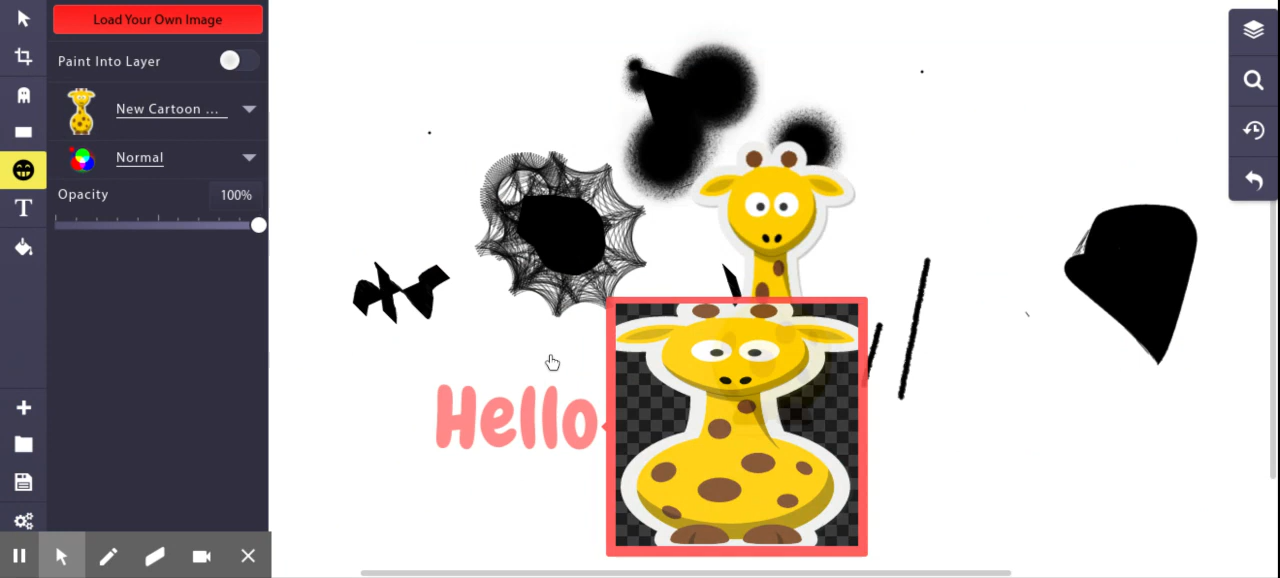 Load Your Own Image
Paint Into Layer
New Cartoon ...
Normal
Opacity 100%
T
Hello